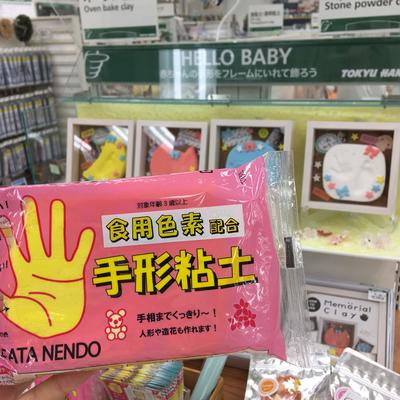 Oven bake clay
Stone powder c
HELLO BABY
赤ちゃんの手形をフレームにいれて飾ろう
TOKYU HAN
対象年齢3歳以上
食用色素配合
手形粘土
手相までくっきり〜!
人形や造花も作れます!
ATA NENDO
Memorial
Clay